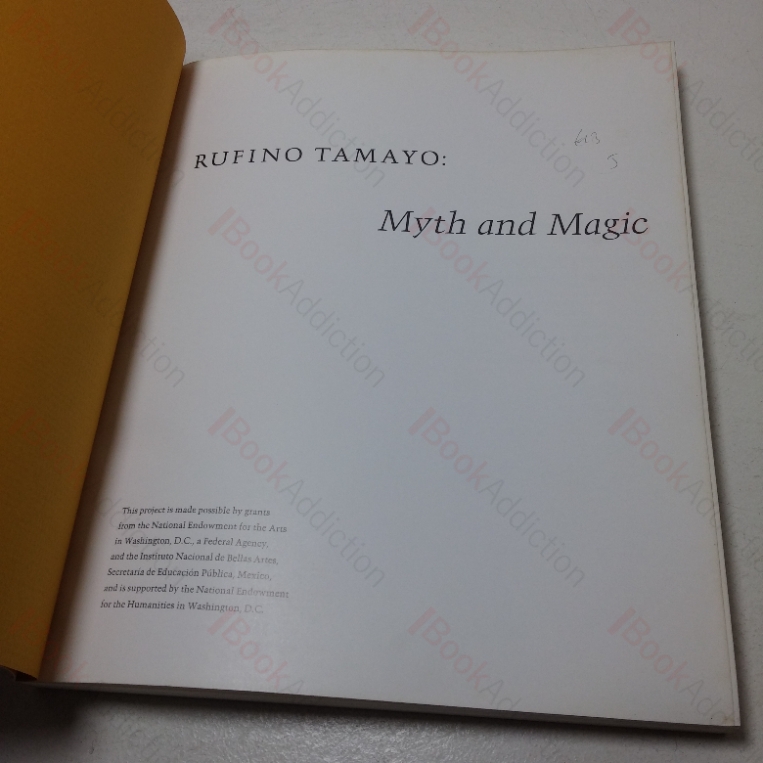 RUFINO TAMAYO:
Myth and Magic
This project is made possible by grants
from the National Endowment for the Arts
in Washington, D.C., a Federal Agency,
and the Instituto Nacional de Bellas Artes,
Secretaria de Educación Pública, Mexico,
and is supported by the National Endowment
for the Humanities in Washington, D.C.
BookAddiction